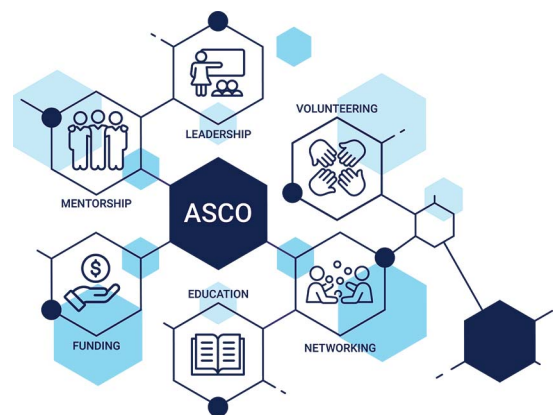 LEADERSHIP
VOLUNTEERING
MENTORSHIP
ASCO
$
EDUCATION
FUNDING
NETWORKING